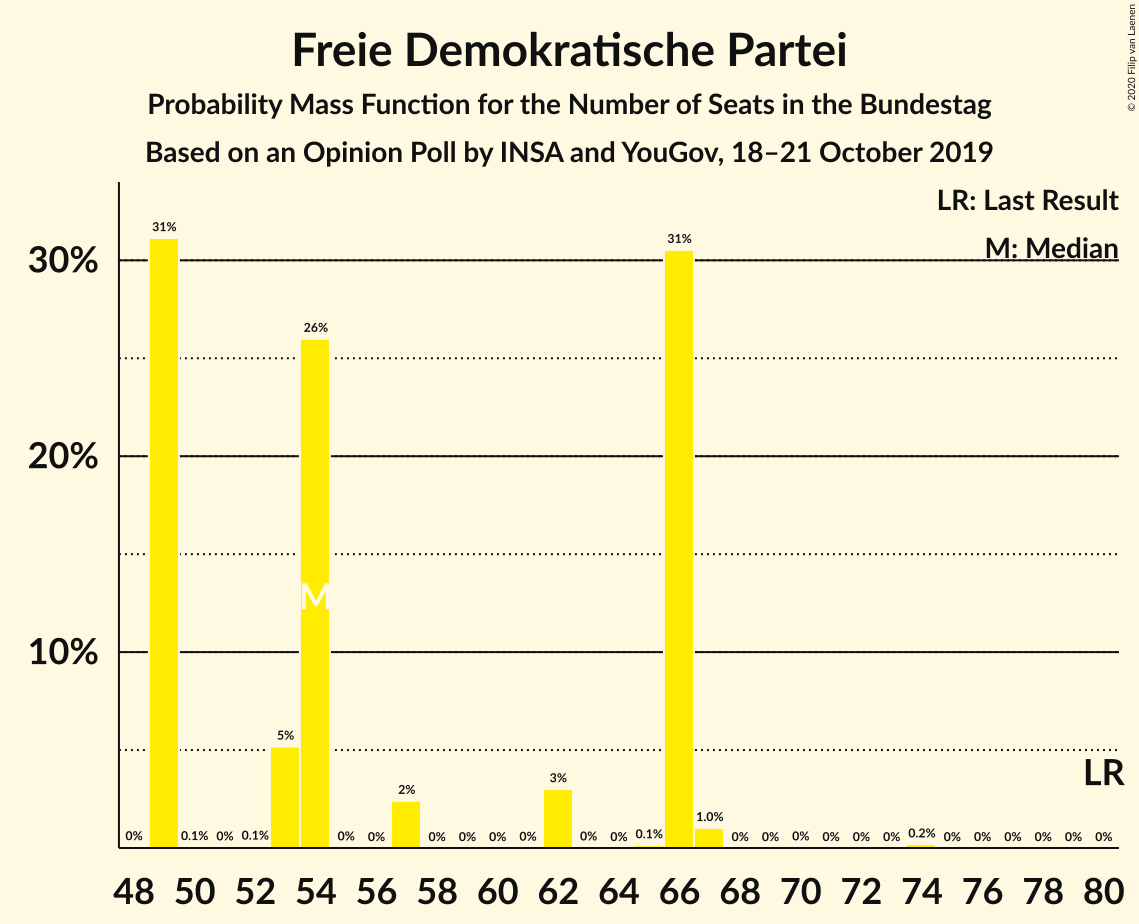 Freie Demokratische Partei
Probability Mass Function for the Number of Seats in the Bundestag
Based on an Opinion Poll by INSA and YouGov, 18–21 October 2019
© 2020 Filip van Laenen
LR: Last Result
M: Median
30%
20%
10%
0% 31% 0.1% 0% 0.1% 5% 26% 0% 0% 2% 0% 0% 0% 0% 3% 0% 0% 0.1% 31% 1.0% 0% 0% 0% 0% 0% 0% 0.2% 0% 0% 0% 0% 0% 0%
M
LR
48 50 52 54 56 58 60 62 64 66 68 70 72 74 76 78 80